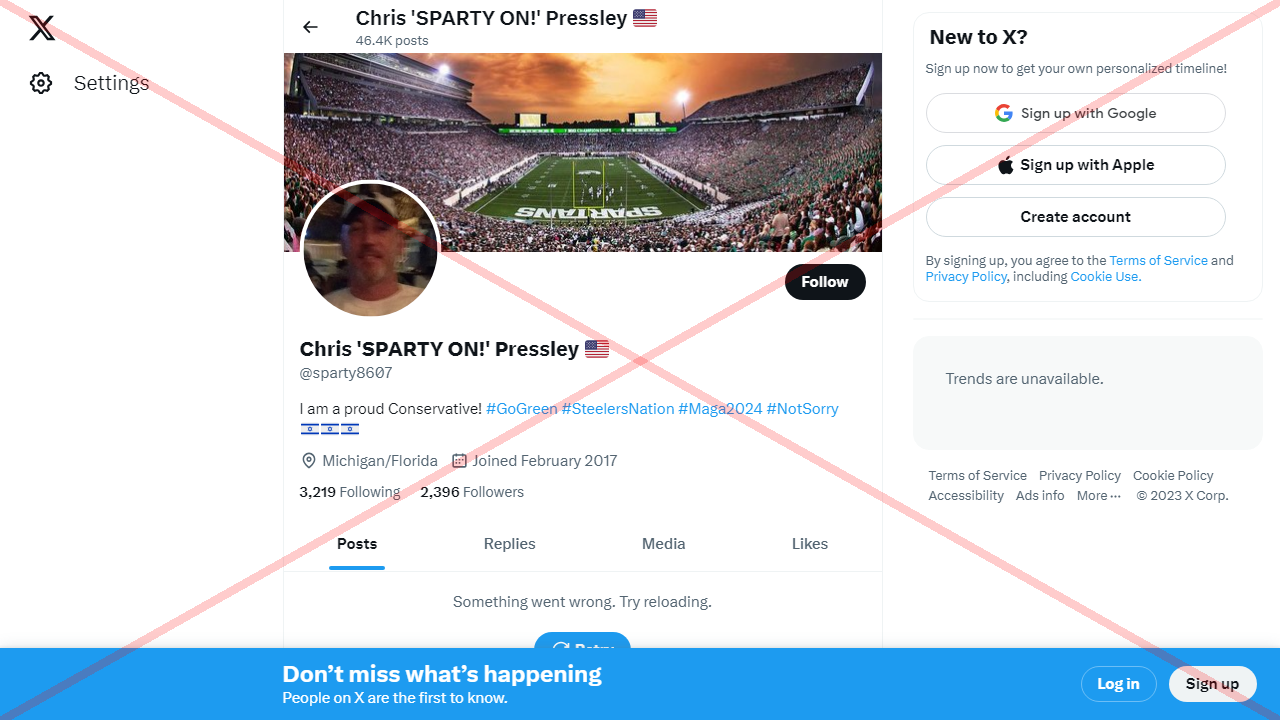 Settings
Chris 'SPARTY ON!' Pressley 🇺🇸
46.4K posts
SPARTANS
Follow
Chris 'SPARTY ON!' Pressley 🇺🇸
@sparty8607
I am a proud Conservative! #GoGreen #SteelersNation #Maga2024 #NotSorry
🇮🇱🇮🇱🇮🇱
Michigan/Florida Joined February 2017
3,219 Following 2,396 Followers
Posts Replies Media Likes
Something went wrong. Try reloading.
Retry
New to X?
Sign up now to get your own personalized timeline!
Sign up with Google
Sign up with Apple
Create account
By signing up, you agree to the Terms of Service and
Privacy Policy, including Cookie Use.
Trends are unavailable.
Terms of Service Privacy Policy Cookie Policy
Accessibility Ads info More ··· © 2023 X Corp.
Don’t miss what’s happening
People on X are the first to know.
Log in Sign up